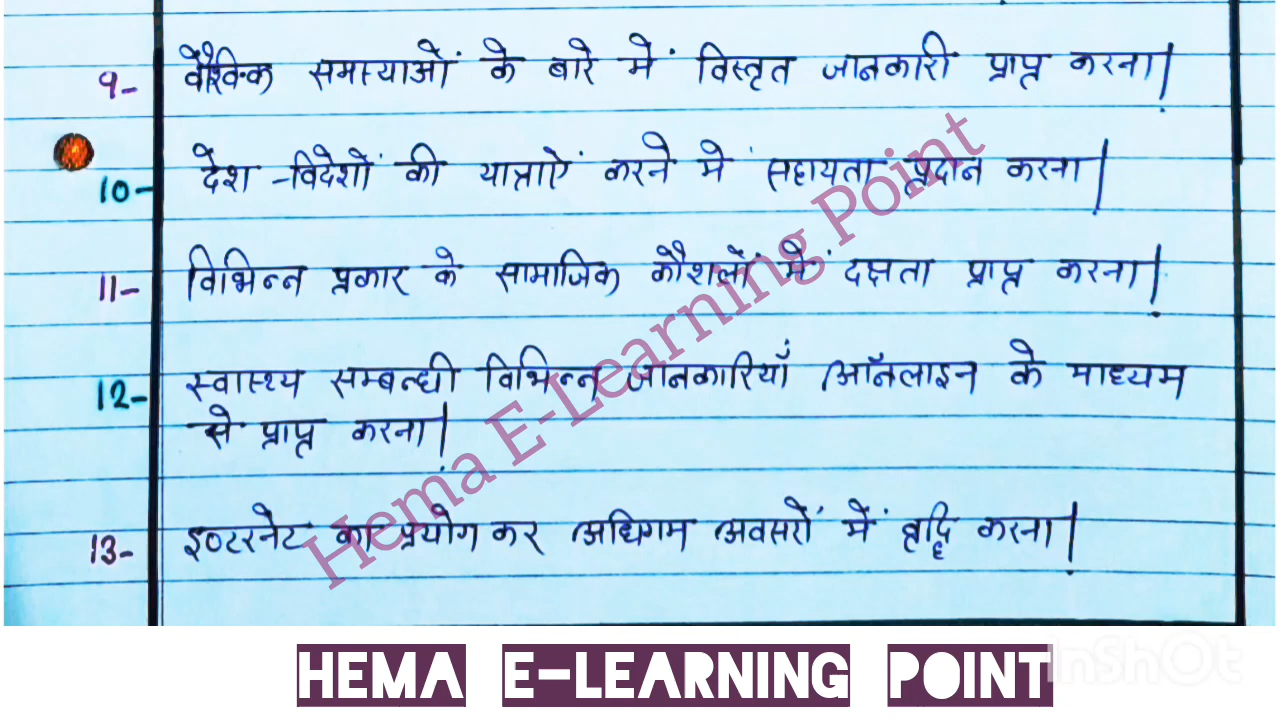 9- वैश्विक समस्याओं के बारे में विस्तृत जानकारी प्राप्त करना|
10- देश-विदेशों की यात्राऐं करने में सहायता प्रदान करना|
11- विभिन्न प्रकार के सामाजिक कौशलों में दक्षता प्राप्त करना|
12- स्वास्थ्य सम्बन्धी विभिन्न जानकारियाँ ऑनलाइन के माध्यम
से प्राप्त करना|
13- इण्टरनेट का प्रयोग कर अधिगम अवसरों में वृद्धि करना|
Hema E-Learning Point
HEMA E-LEARNING POINT
InShOt